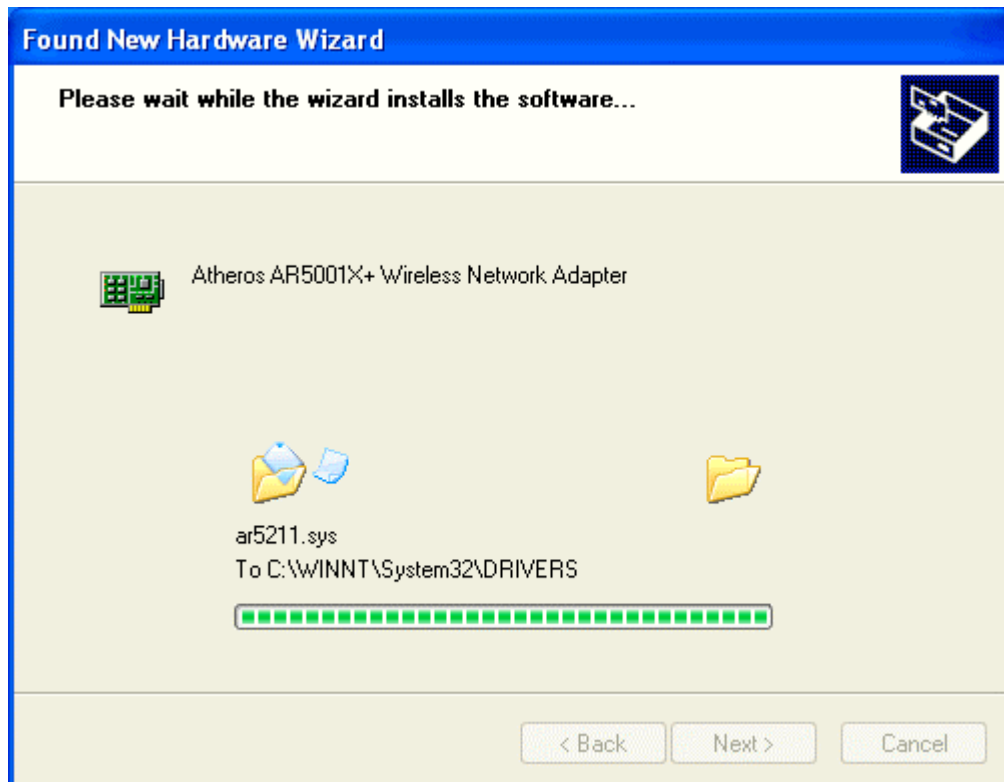 Found New Hardware Wizard
Please wait while the wizard installs the software...
Atheros AR5001X+ Wireless Network Adapter
ar5211.sys
To C:\WINNT\System32\DRIVERS
< Back
Next >
Cancel